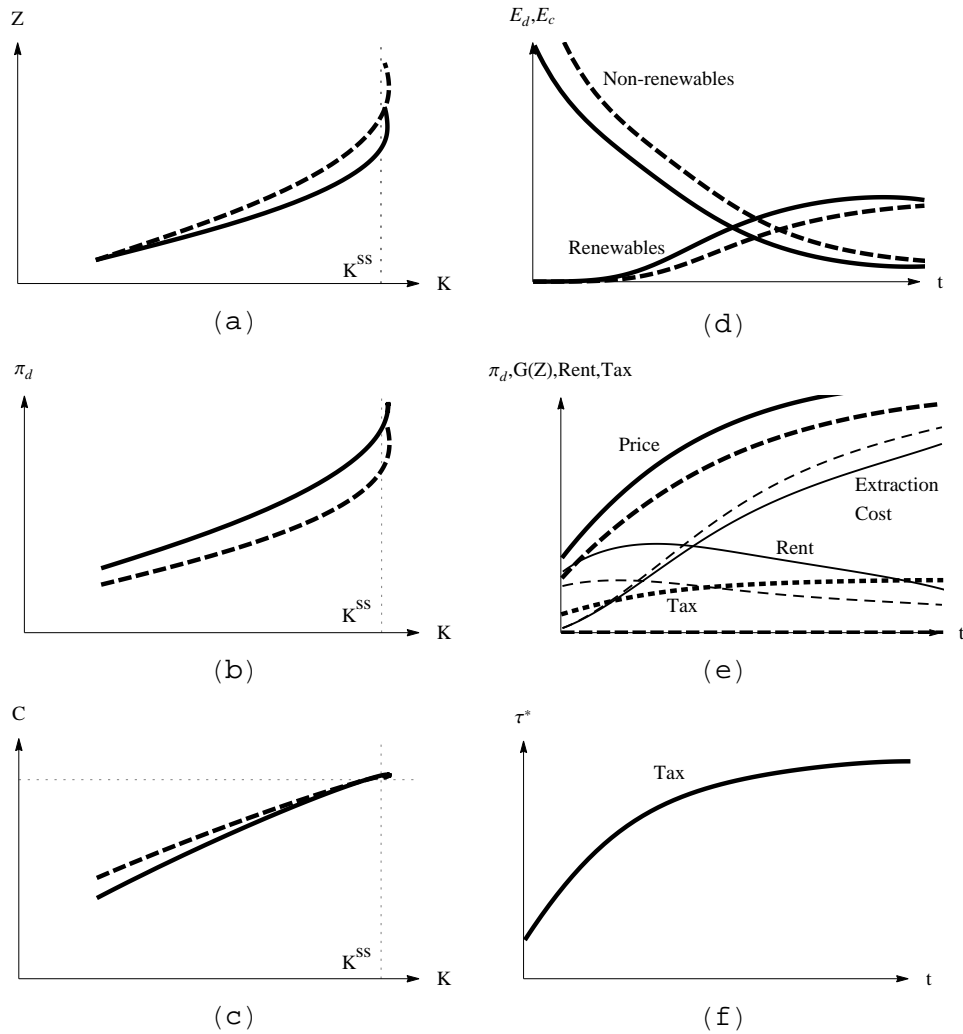 Z
K^SS
K
(a)
E_d,E_c
Non-renewables
Renewables
t
(d)
π_d
K^SS
K
(b)
π_d,G(Z),Rent,Tax
Price
Extraction
Cost
Rent
Tax
t
(e)
C
K^SS
K
(c)
τ*
Tax
t
(f)